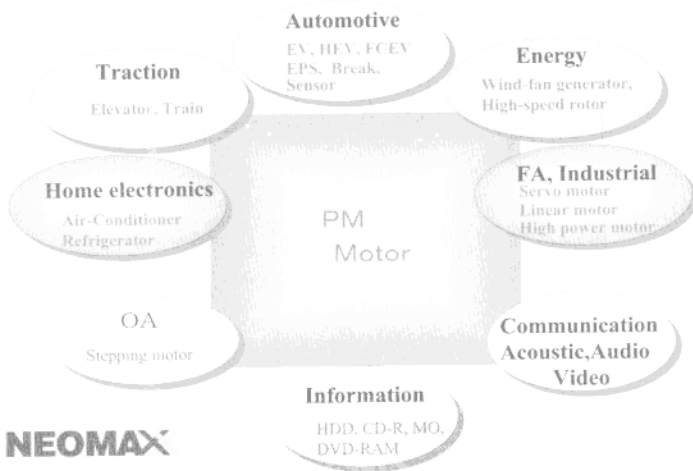 Automotive
EV, HEV, FCEV
EPS, Break,
Sensor
Traction
Elevator, Train
Energy
Wind-fan generator,
High-speed rotor
Home electronics
Air-Conditioner
Refrigerator
FA, Industrial
Servo motor
Linear motor
High power motor
PM
Motor
OA
Stepping motor
Communication
Acoustic,Audio
Video
Information
HDD, CD-R, MO,
DVD-RAM
NEOMAX